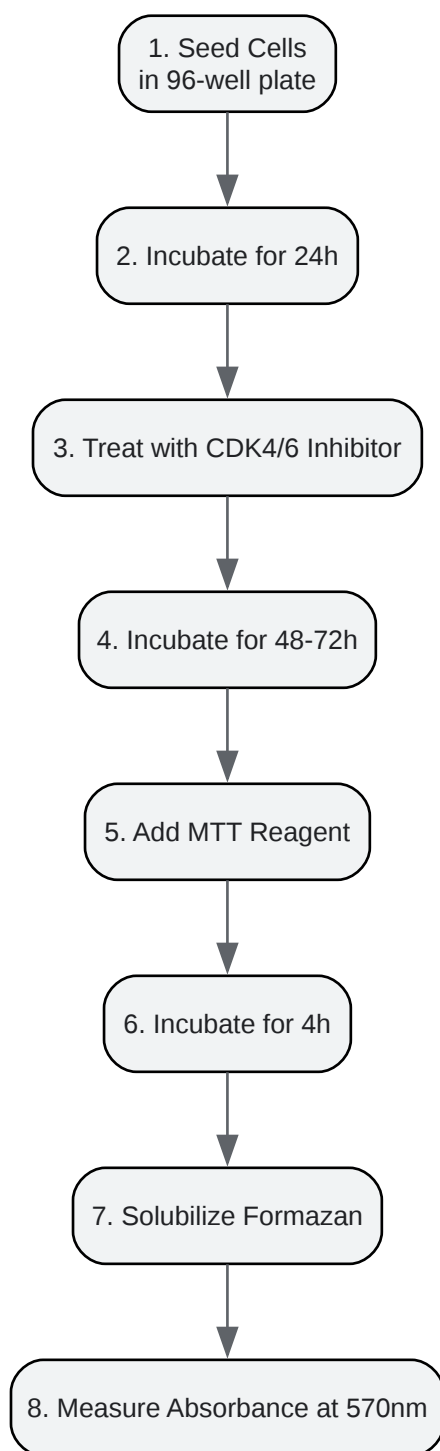 1. Seed Cells
in 96-well plate
2. Incubate for 24h
3. Treat with CDK4/6 Inhibitor
4. Incubate for 48-72h
5. Add MTT Reagent
6. Incubate for 4h
7. Solubilize Formazan
8. Measure Absorbance at 570nm